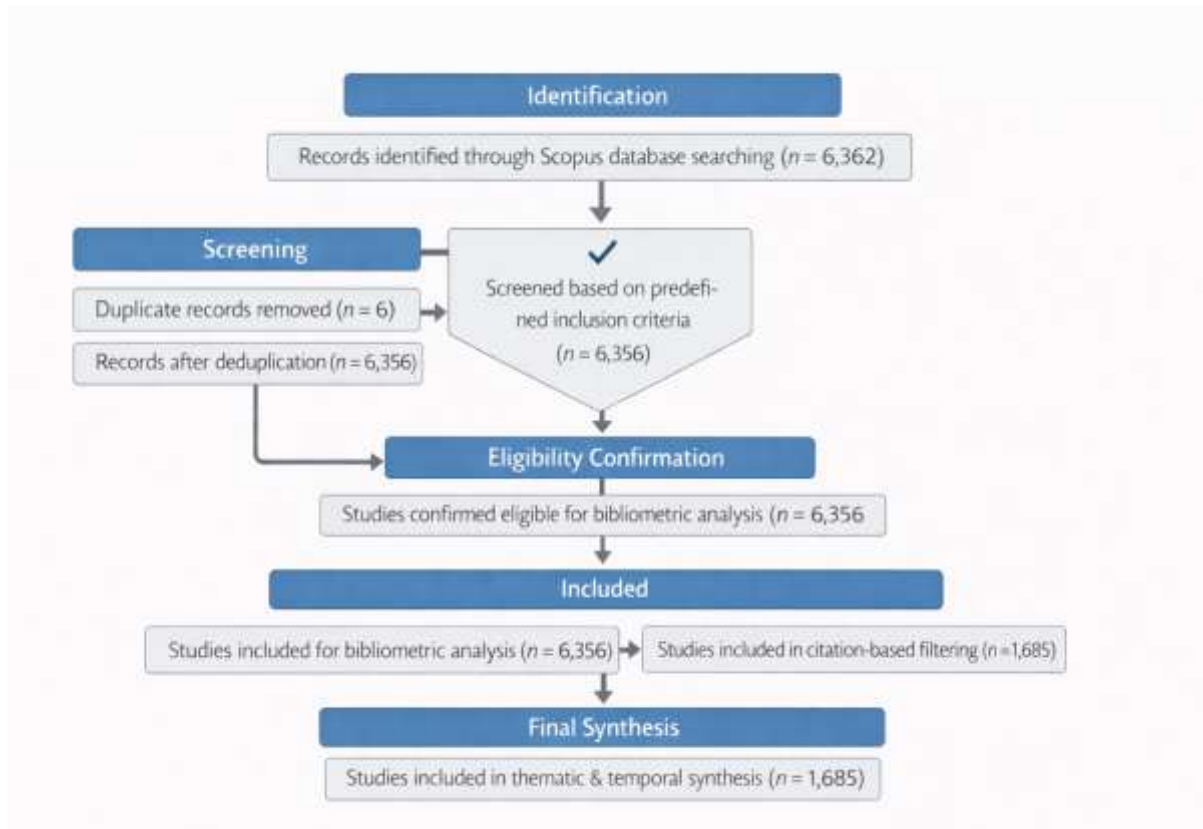 Identification
Records identified through Scopus database searching (n = 6,362)
Screening
Duplicate records removed (n = 6)
Records after deduplication (n = 6,356)
Screened based on predefi-
ned inclusion criteria
(n = 6,356)
Eligibility Confirmation
Studies confirmed eligible for bibliometric analysis (n = 6,356
Included
Studies included for bibliometric analysis (n = 6,356)
Studies included in citation-based filtering (n =1,685)
Final Synthesis
Studies included in thematic & temporal synthesis (n = 1,685)